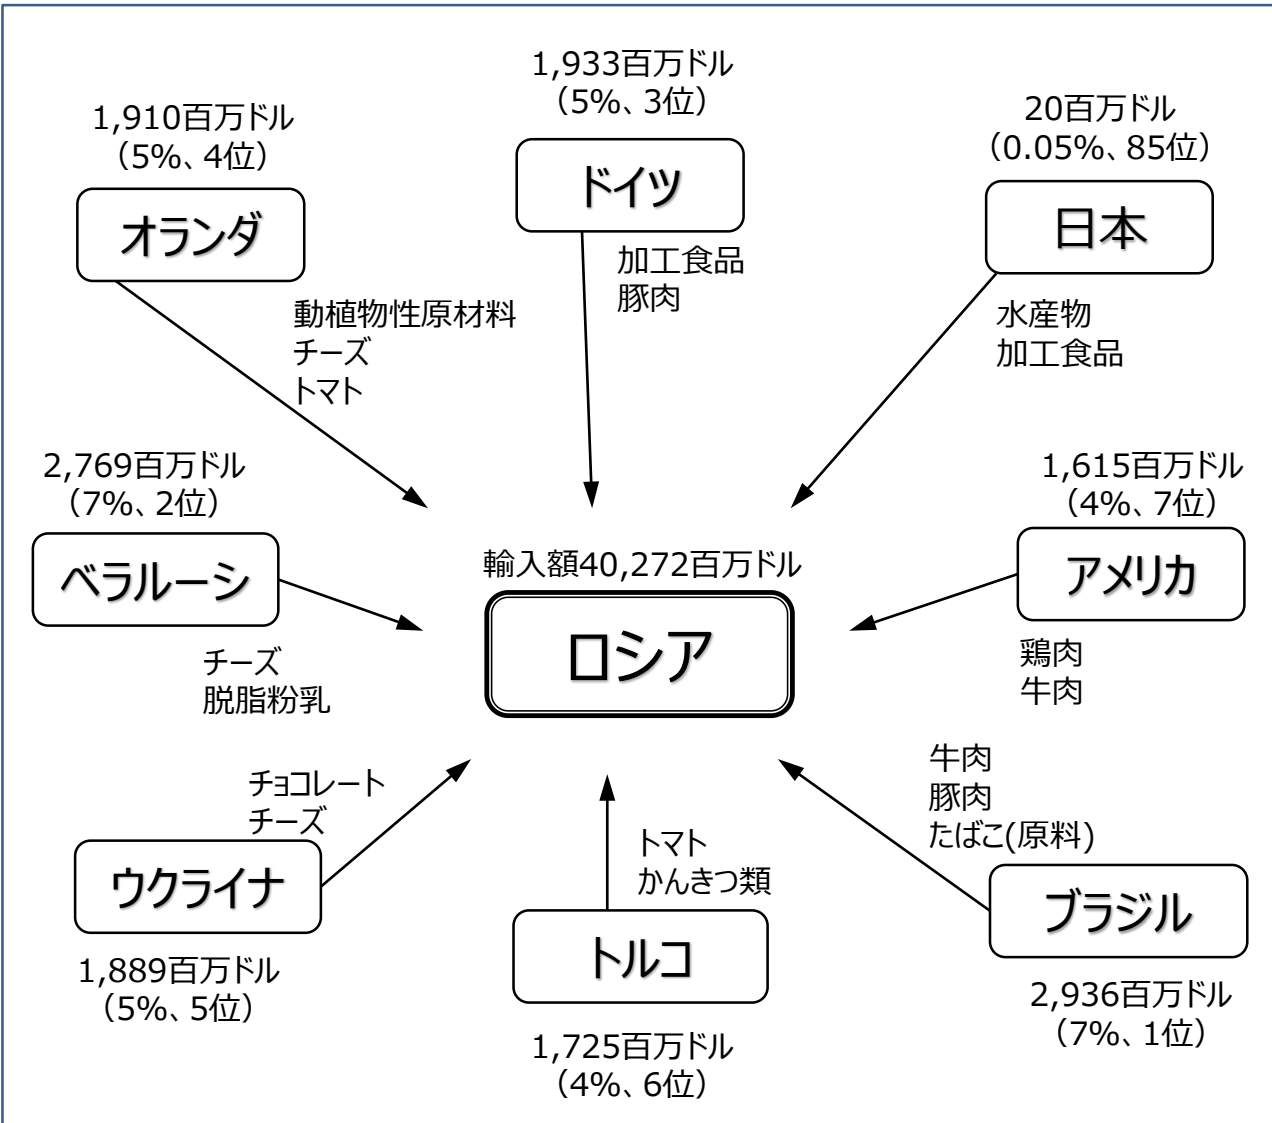 1,910百万ドル
（5%、4位）
オランダ
動植物性原材料
チーズ
トマト
1,933百万ドル
（5%、3位）
ドイツ
加工食品
豚肉
20百万ドル
（0.05%、85位）
日本
水産物
加工食品
2,769百万ドル
（7%、2位）
ベラルーシ
チーズ
脱脂粉乳
輸入額40,272百万ドル
ロシア
1,615百万ドル
（4%、7位）
アメリカ
鶏肉
牛肉
チョコレート
チーズ
ウクライナ
1,889百万ドル
（5%、5位）
トマト
かんきつ類
トルコ
1,725百万ドル
（4%、6位）
牛肉
豚肉
たばこ(原料)
ブラジル
2,936百万ドル
（7%、1位）